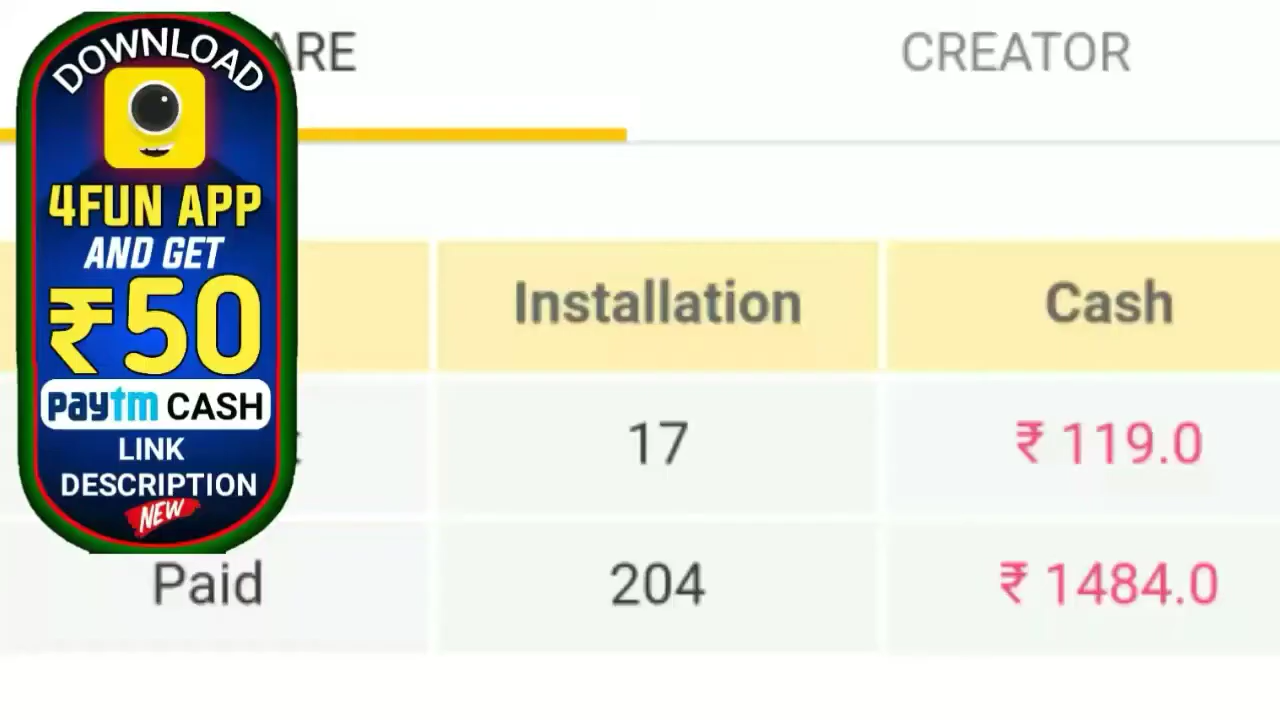 DOWNLOAD
4FUN APP
AND GET
₹50
paytm CASH
LINK
DESCRIPTION
NEW
CREATOR
Installation Cash
17 ₹ 119.0
Paid 204 ₹ 1484.0